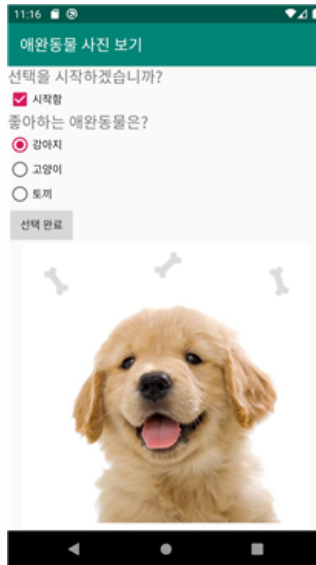 11:16
애완동물 사진 보기
선택을 시작하겠습니까?
시작함
좋아하는 애완동물은?
강아지
고양이
토끼
선택 완료